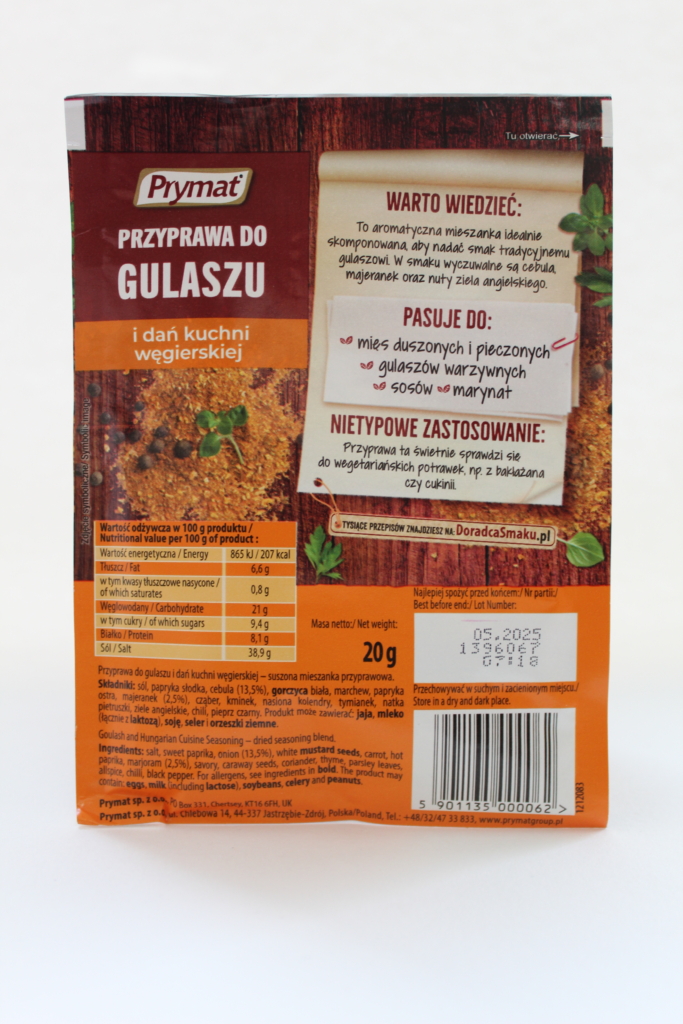 Tu otwierać
Prymat
PRZYPRAWA DO
GULASZU
i dań kuchni
węgierskiej
WARTO WIEDZIEĆ:
To aromatyczna mieszanka idealnie
skomponowana, aby nadać smak tradycyjnemu
gulaszowi. W smaku wyczuwalne są cebula,
majeranek oraz nuty ziela angielskiego.
PASUJE DO:
mięs duszonych i pieczonych
gulaszów warzywnych
sosów marynat
NIETYPOWE ZASTOSOWANIE:
Przyprawa ta świetnie sprawdzi się
do wegetariańskich potrawek, np. z bakłażana
czy cukinii.
TYSIĄCE PRZEPISÓW ZNAJDZIESZ NA: DoradcaSmaku.pl
Wartość odżywcza w 100 g produktu /
Nutritional value per 100 g of product :
Wartość energetyczna / Energy 865 kJ / 207 kcal
Tłuszcz / Fat 6,6 g
w tym kwasy tłuszczowe nasycone /
of which saturates 0,8 g
Węglowodany / Carbohydrate 21 g
w tym cukry / of which sugars 9,4 g
Białko / Protein 8,1 g
Sól / Salt 38,9 g
Masa netto:/ Net weight:
20 g
Najlepiej spożyć przed końcem:/ Nr partii:/
Best before end:/ Lot Number:
05.2025
1396067
07:18
Przechowywać w suchym i zacienionym miejscu./
Store in a dry and dark place.
Przyprawa do gulaszu i dań kuchni węgierskiej – suszona mieszanka przyprawowa.
Składniki: sól, papryka słodka, cebula (13,5%), gorczyca biała, marchew, papryka
ostra, majeranek (2,5%), cząber, kminek, nasiona kolendry, tymianek, natka
pietruszki, ziele angielskie, chili, pieprz czarny. Produkt może zawierać: jaja, mleko
(łącznie z laktozą), soję, seler i orzeszki ziemne.
Goulash and Hungarian Cuisine Seasoning – dried seasoning blend.
Ingredients: salt, sweet paprika, onion (13,5%), white mustard seeds, carrot, hot
paprika, marjoram (2,5%), savory, caraway seeds, coriander, thyme, parsley leaves,
allspice, chilli, black pepper. For allergens, see ingredients in bold. The product may
contain: eggs, milk (including lactose), soybeans, celery and peanuts.
Prymat sp. z o.o. PO Box 331, Chertsey, KT16 6FH, UK
Prymat sp. z o.o. ul. Chlebowa 14, 44-337 Jastrzębie-Zdrój, Polska/Poland, Tel.: +48/32/47 33 833, www.prymatgroup.pl
5 901135 000062 >
1212083